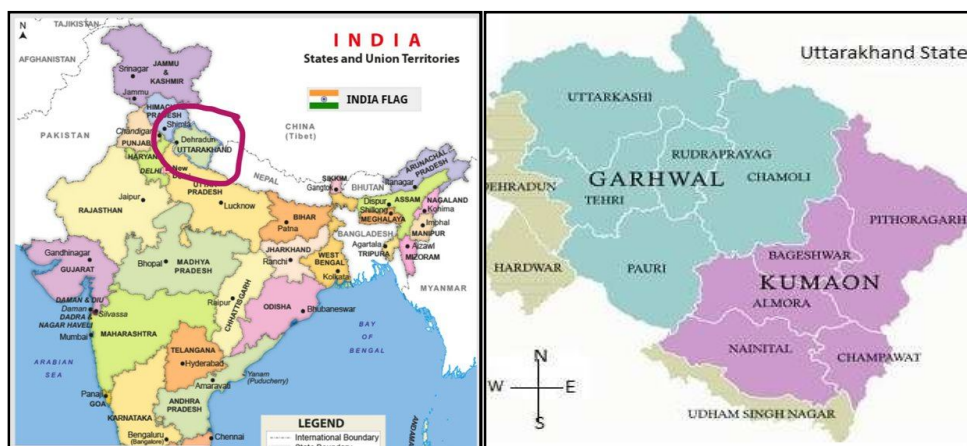 TAJIKISTAN
N
AFGHANISTAN
INDIA
States and Union Territories
INDIA FLAG
JAMMU
&
KASHMIR
Srinagar
Jammu
PAKISTAN
CHINA
(Tibet)
Shimla
Chandigarh
PUNJAB
Dehradun
UTTARAKHAND
HARYANA
DELHI
New
NEPAL
PRADESH
Lucknow
RAJASTHAN
Jaipur
SIKKIM
Gangtok
BHUTAN
ARUNACHAL
PRADESH
Itanagar
ASSAM
Dispur
Shillong
MEGHALAYA
NAGALAND
Kohima
Imphal
MANIPUR
BANGLADESH
Agartala
TRIPURA
Aizawl
MIZORAM
MYANMAR
BIHAR
Patna
JHARKHAND
Ranchi
WEST
BENGAL
Kolkata
Gandhinagar
GUJARAT
Bhopal
MADHYA
PRADESH
Raipur
CHHATTISGARH
ODISHA
Bhubaneswar
DAMAN & DIU
Daman
Silvassa
DADRA &
NAGAR HAVELI
Mumbai
MAHARASHTRA
ARABIAN
SEA
BAY
OF
BENGAL
TELANGANA
Hyderabad
Amaravati
Yanam
(Puducherry)
ANDHRA
PRADESH
Panaji
GOA
KARNATAKA
Bengaluru
(Bangalore)
Chennai
LEGEND
International Boundary
Uttarakhand State
UTTARKASHI
RUDRAPRAYAG
CHAMOLI
DEHRADUN
GARHWAL
TEHRI
PITHORAGARH
HARDWAR
PAURI
BAGESHWAR
KUMAON
ALMORA
NAINITAL
CHAMPAWAT
UDHAM SINGH NAGAR
N
W
E
S